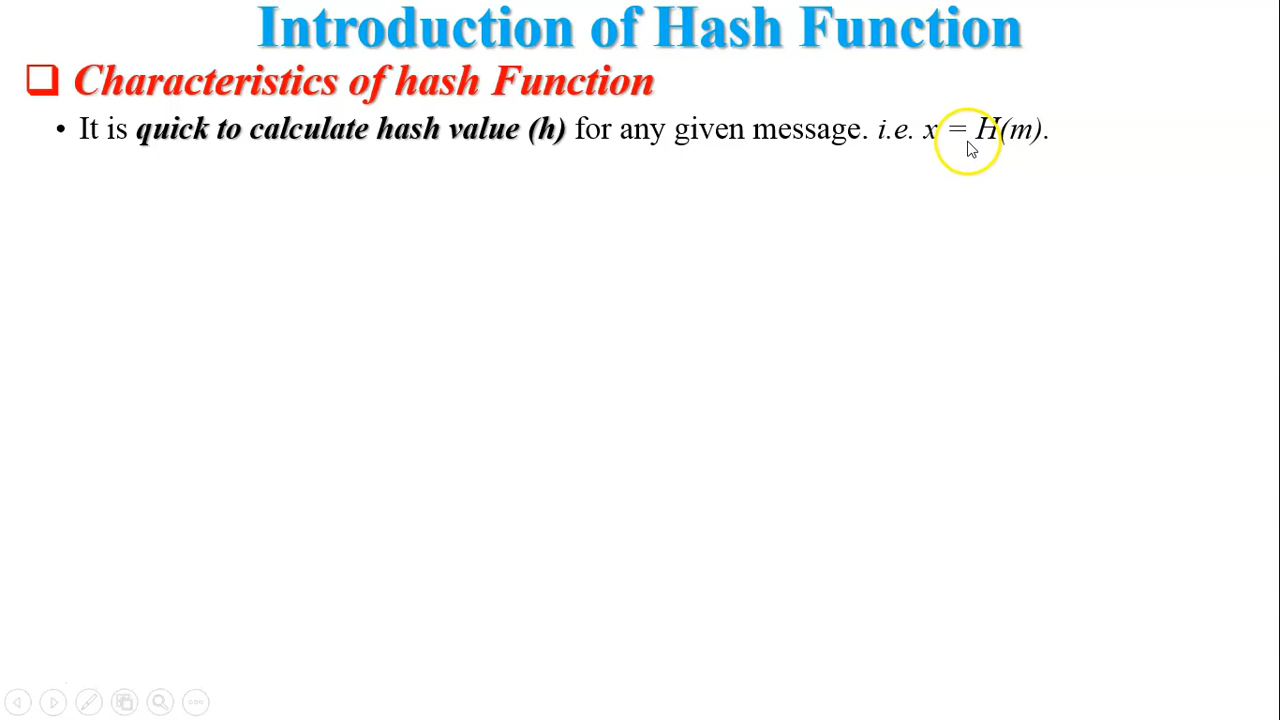 Introduction of Hash Function
❑ Characteristics of hash Function
• It is quick to calculate hash value (h) for any given message. i.e. x = H(m).